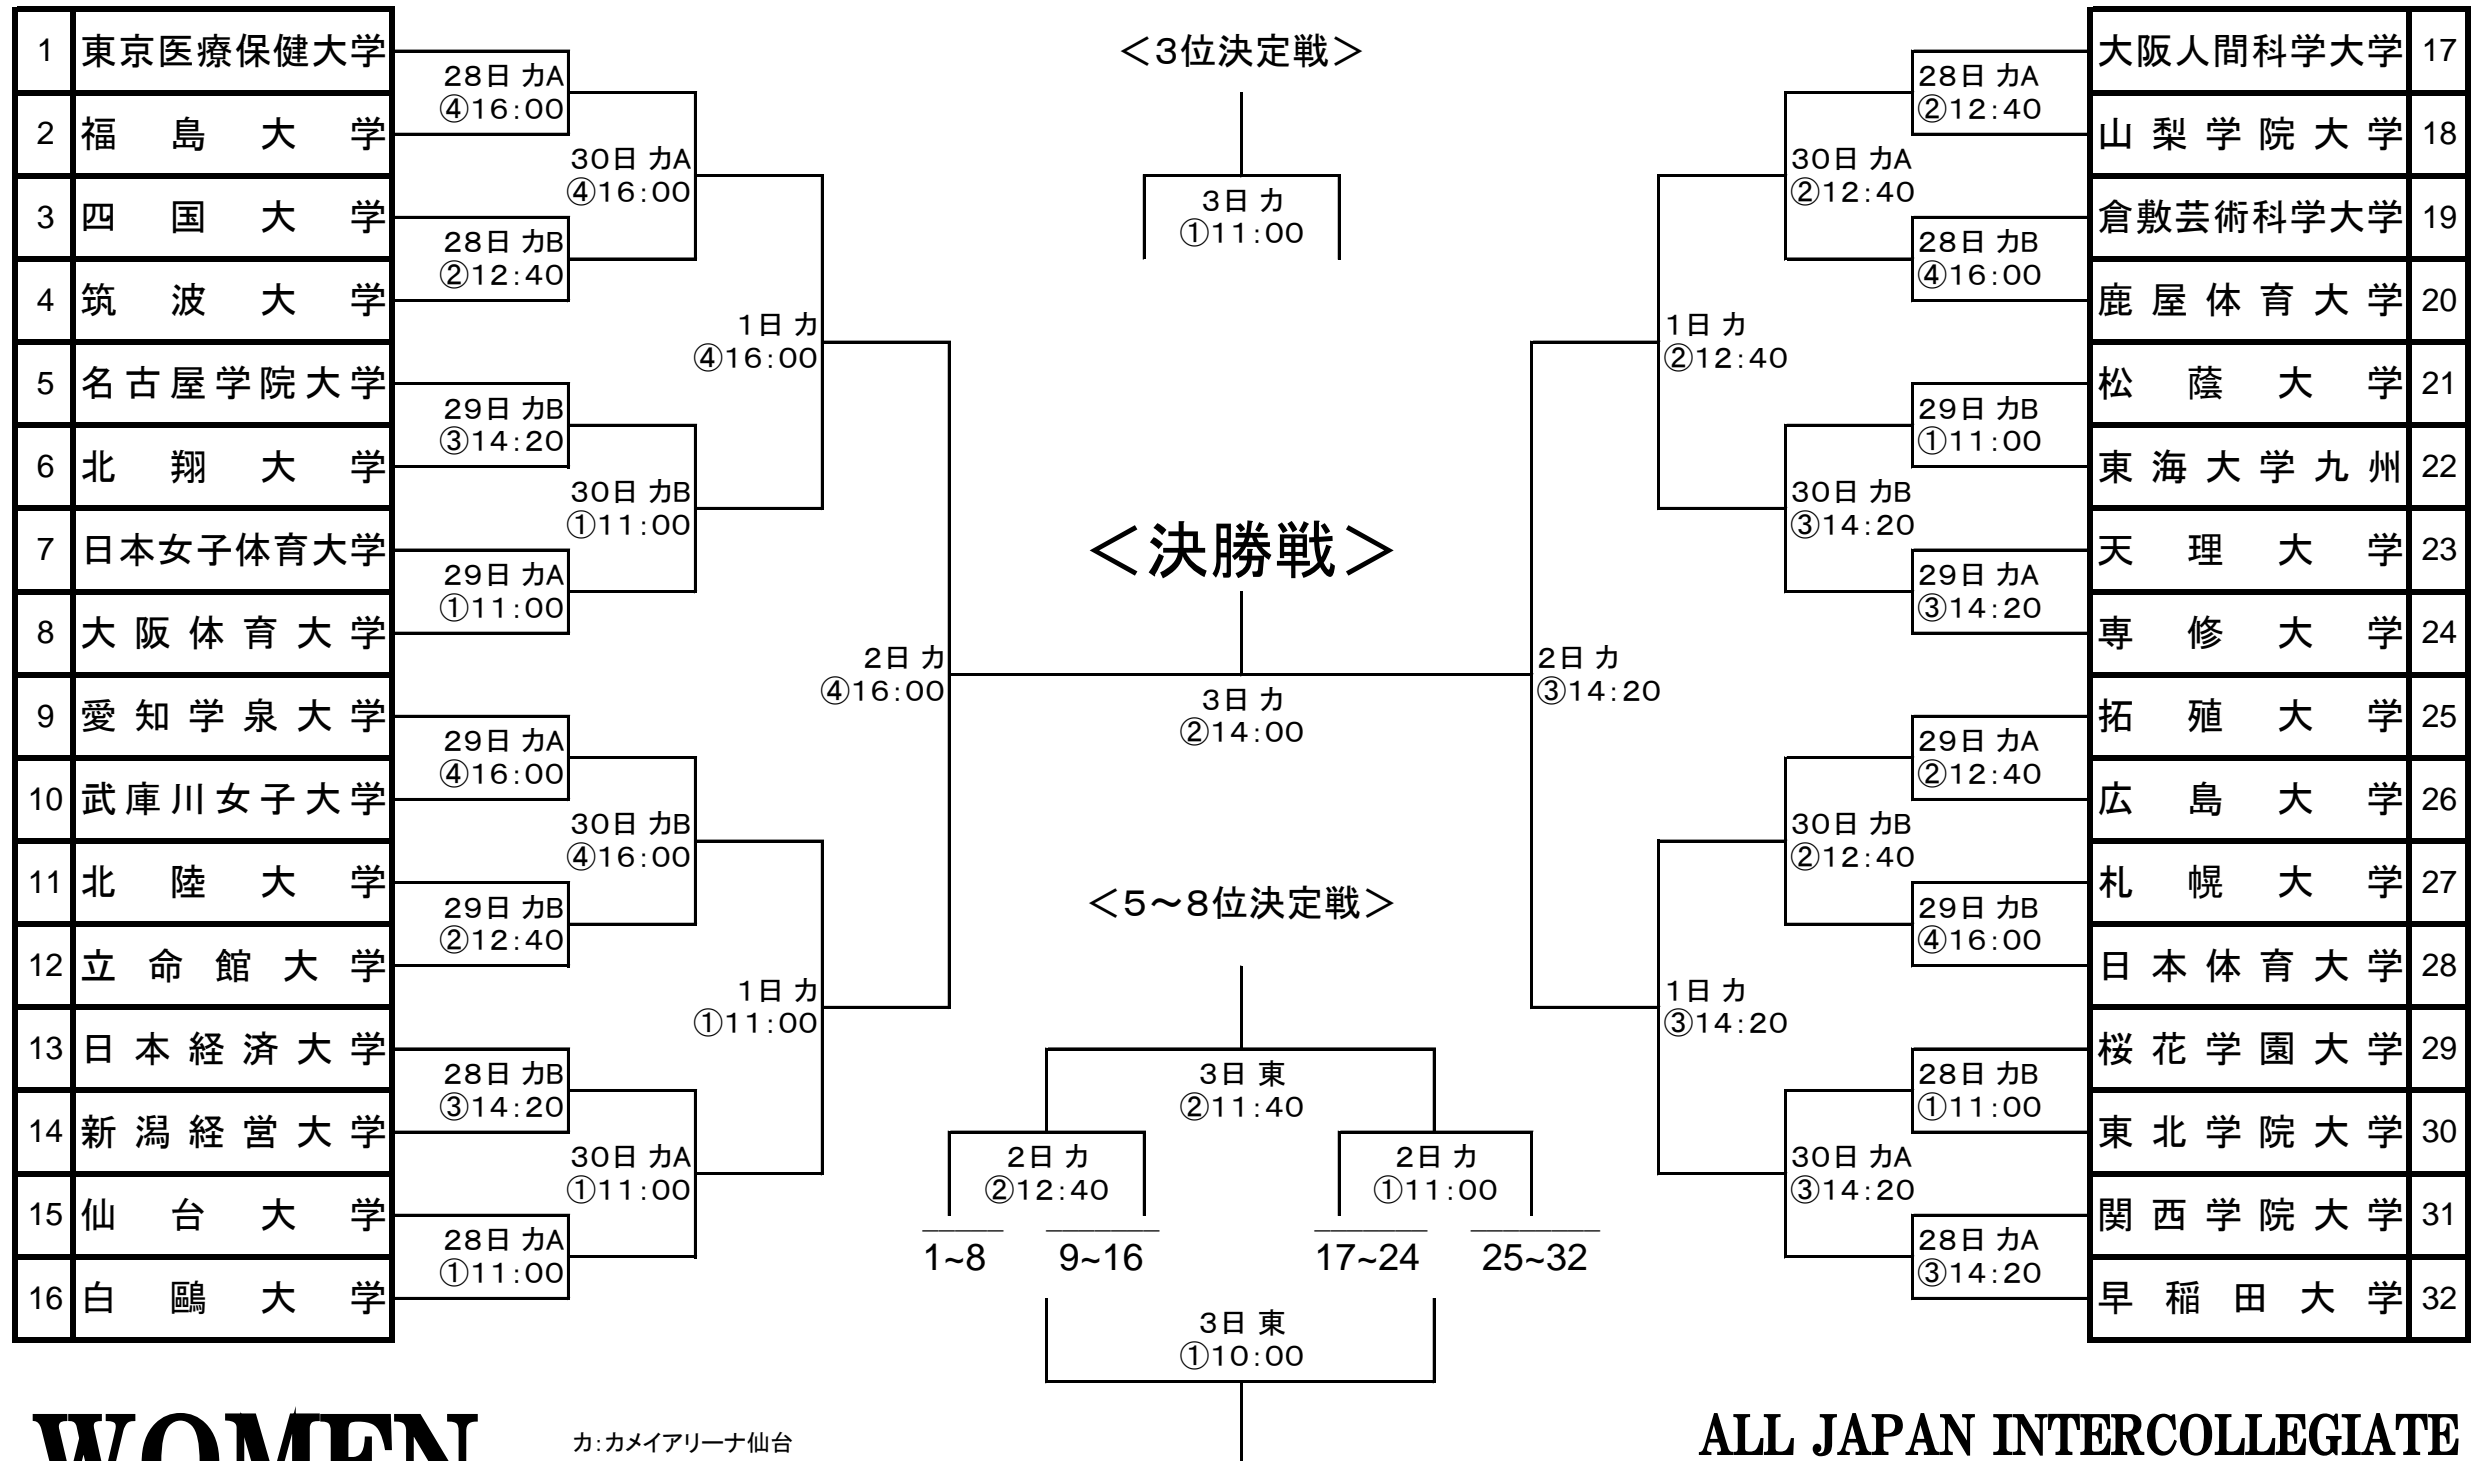 1 東京医療保健大学
2 福島大学
3 四国大学
4 筑波大学
5 名古屋学院大学
6 北翔大学
7 日本女子体育大学
8 大阪体育大学
9 愛知学泉大学
10 武庫川女子大学
11 北陸大学
12 立命館大学
13 日本経済大学
14 新潟経営大学
15 仙台大学
16 白鷗大学
28日 カA
④16:00
28日 カB
②12:40
29日 カB
③14:20
29日 カA
①11:00
29日 カA
④16:00
29日 カB
②12:40
28日 カB
③14:20
28日 カA
①11:00
30日 カA
④16:00
30日 カB
①11:00
30日 カB
④16:00
30日 カA
①11:00
1日 カ
④16:00
1日 カ
①11:00
2日 カ
④16:00
＜3位決定戦＞
3日 カ
①11:00
＜決勝戦＞
3日 カ
②14:00
＜5～8位決定戦＞
3日 東
②11:40
2日 カ
②12:40
2日 カ
①11:00
1~8 9~16 17~24 25~32
3日 東
①10:00
2日 カ
③14:20
1日 カ
②12:40
1日 カ
③14:20
30日 カA
②12:40
30日 カB
③14:20
30日 カB
②12:40
30日 カA
③14:20
28日 カA
②12:40
28日 カB
④16:00
29日 カB
①11:00
29日 カA
③14:20
29日 カA
②12:40
29日 カB
④16:00
28日 カB
①11:00
28日 カA
③14:20
大阪人間科学大学 17
山梨学院大学 18
倉敷芸術科学大学 19
鹿屋体育大学 20
松蔭大学 21
東海大学九州 22
天理大学 23
専修大学 24
拓殖大学 25
広島大学 26
札幌大学 27
日本体育大学 28
桜花学園大学 29
東北学院大学 30
関西学院大学 31
早稲田大学 32
WOMEN
カ:カメイアリーナ仙台
ALL JAPAN INTERCOLLEGIATE